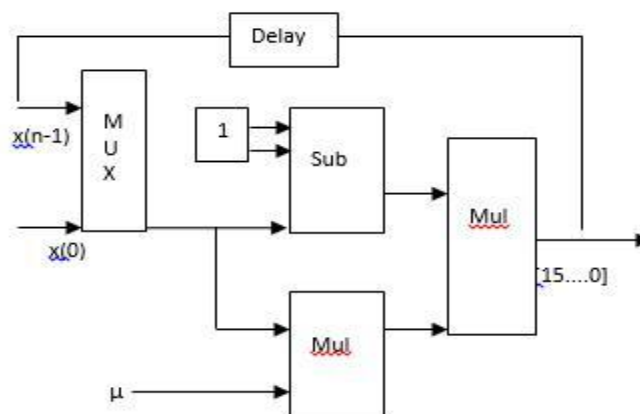 Delay
x(n-1)
M
U
X
1
Sub
Mul
x(0)
[15....0]
Mul
μ